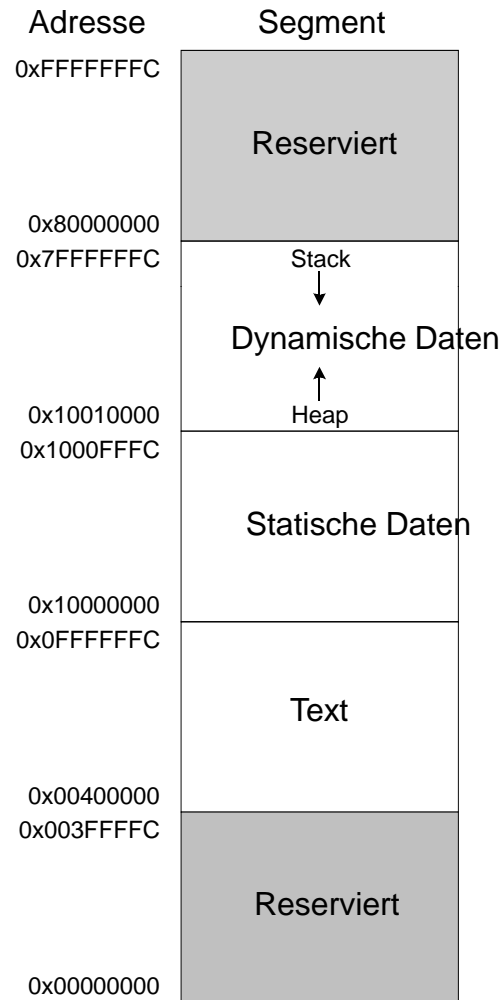 Adresse Segment
0xFFFFFFFC
Reserviert
0x80000000
0x7FFFFFFC Stack
Dynamische Daten
0x10010000 Heap
0x1000FFFC
Statische Daten
0x10000000
0x0FFFFFFC
Text
0x00400000
0x003FFFFC
Reserviert
0x00000000